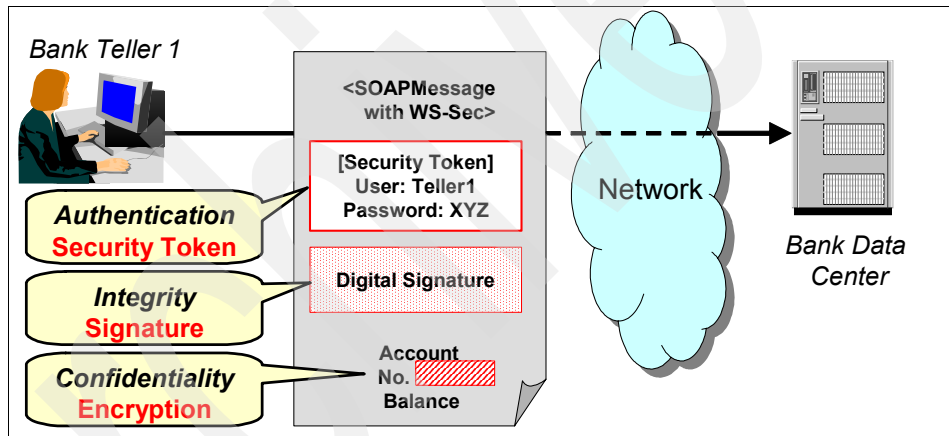 Bank Teller 1
<SOAPMessage
with WS-Sec>
[Security Token]
User: Teller1
Password: XYZ
Authentication
Security Token
Digital Signature
Integrity
Signature
Account
No.
Balance
Confidentiality
Encryption
Network
Bank Data
Center